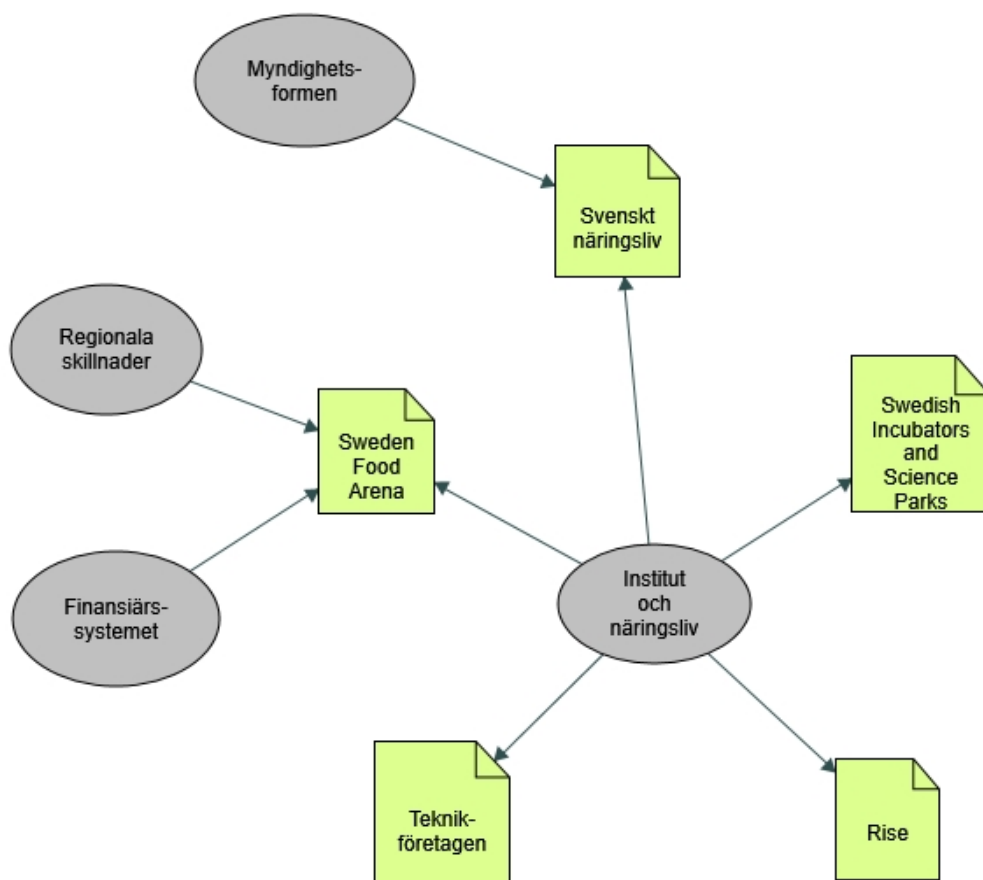 Myndighets-
formen
Svenskt
näringsliv
Regionala
skillnader
Sweden
Food
Arena
Swedish
Incubators
and
Science
Parks
Finansiärs-
systemet
Institut
och
näringsliv
Teknik-
företagen
Rise